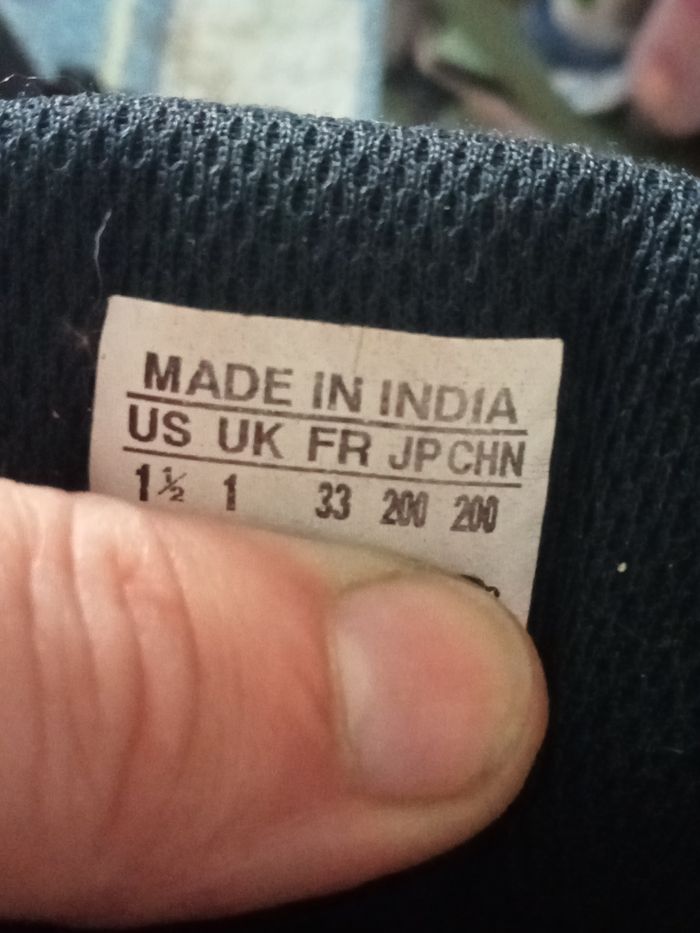 MADE IN INDIA
US UK FR JP CHN
1½ 1 33 200 200